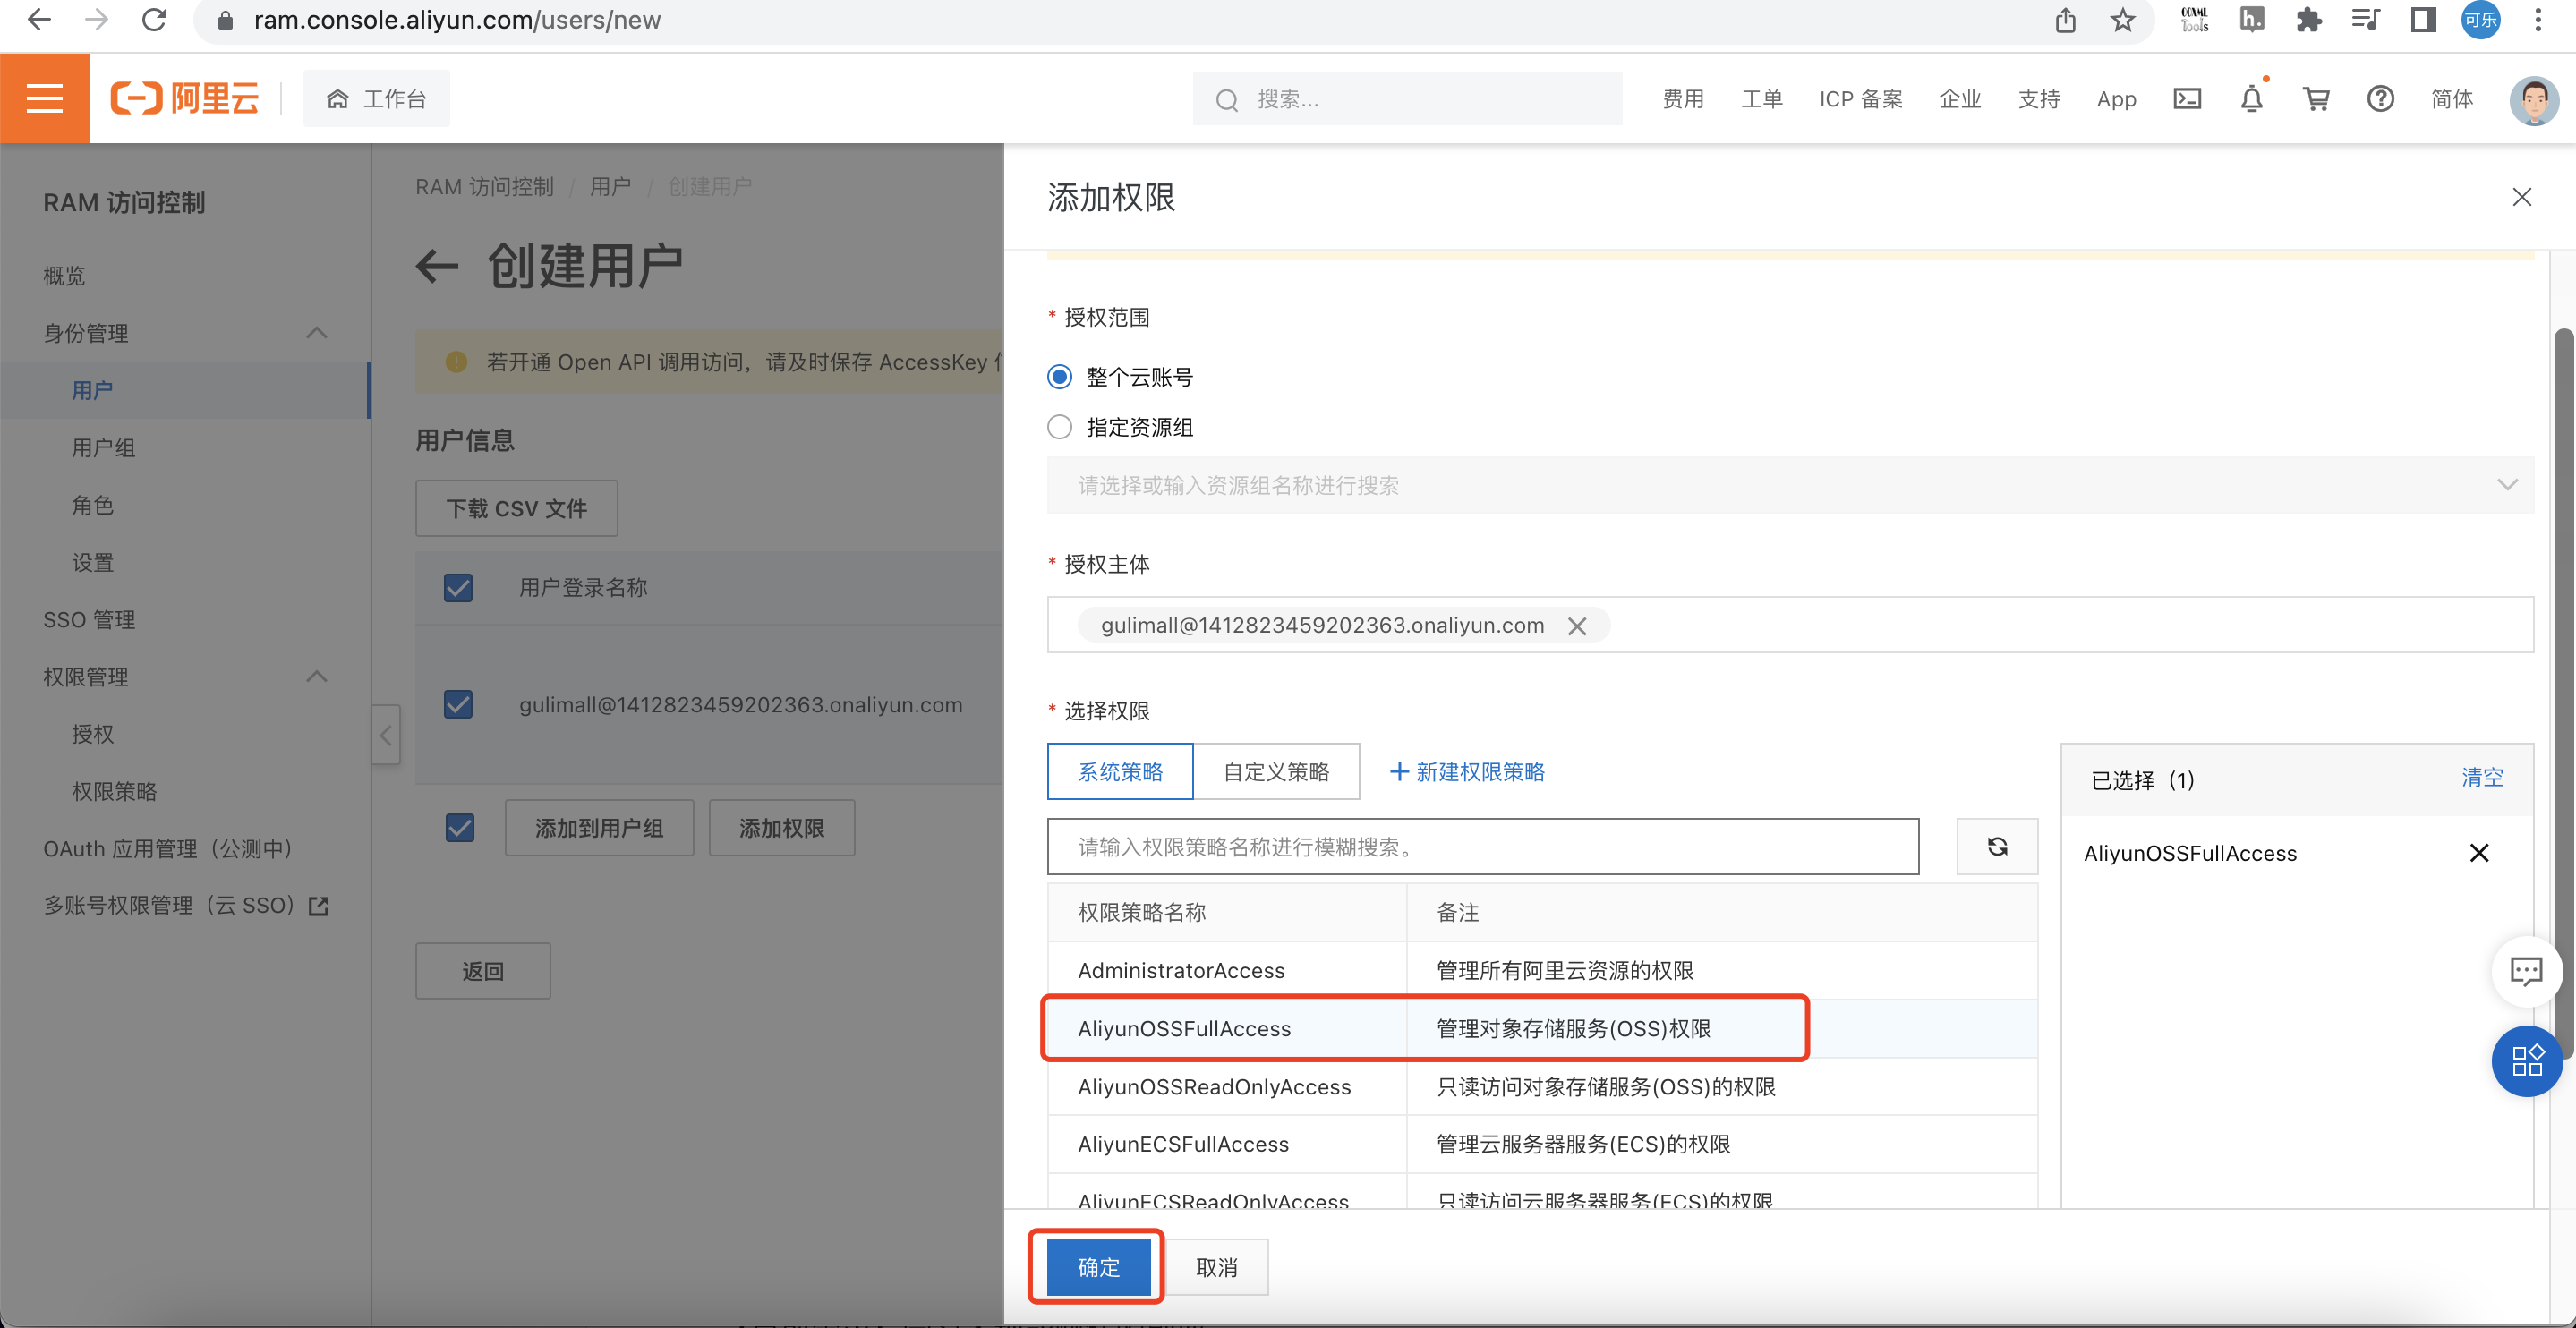 ram.console.aliyun.com/users/new
可乐
阿里云
工作台
搜索...
费用
工单
ICP 备案
企业
支持
App
简体
RAM 访问控制
概览
身份管理
用户
用户组
角色
设置
SSO 管理
权限管理
授权
权限策略
OAuth 应用管理（公测中）
多账号权限管理（云 SSO）
RAM 访问控制 / 用户 / 创建用户
创建用户
若开通 Open API 调用访问，请及时保存 AccessKey
用户信息
下载 CSV 文件
用户登录名称
gulimall@1412823459202363.onaliyun.com
添加到用户组
添加权限
返回
添加权限
* 授权范围
整个云账号
指定资源组
请选择或输入资源组名称进行搜索
* 授权主体
gulimall@1412823459202363.onaliyun.com
* 选择权限
系统策略
自定义策略
新建权限策略
请输入权限策略名称进行模糊搜索。
权限策略名称 备注
AdministratorAccess 管理所有阿里云资源的权限
AliyunOSSFullAccess 管理对象存储服务(OSS)权限
AliyunOSSReadOnlyAccess 只读访问对象存储服务(OSS)的权限
AliyunECSFullAccess 管理云服务器服务(ECS)的权限
AliyunECSReadOnlyAccess 只读访问云服务器服务(ECS)的权限
已选择（1）
清空
AliyunOSSFullAccess
确定
取消